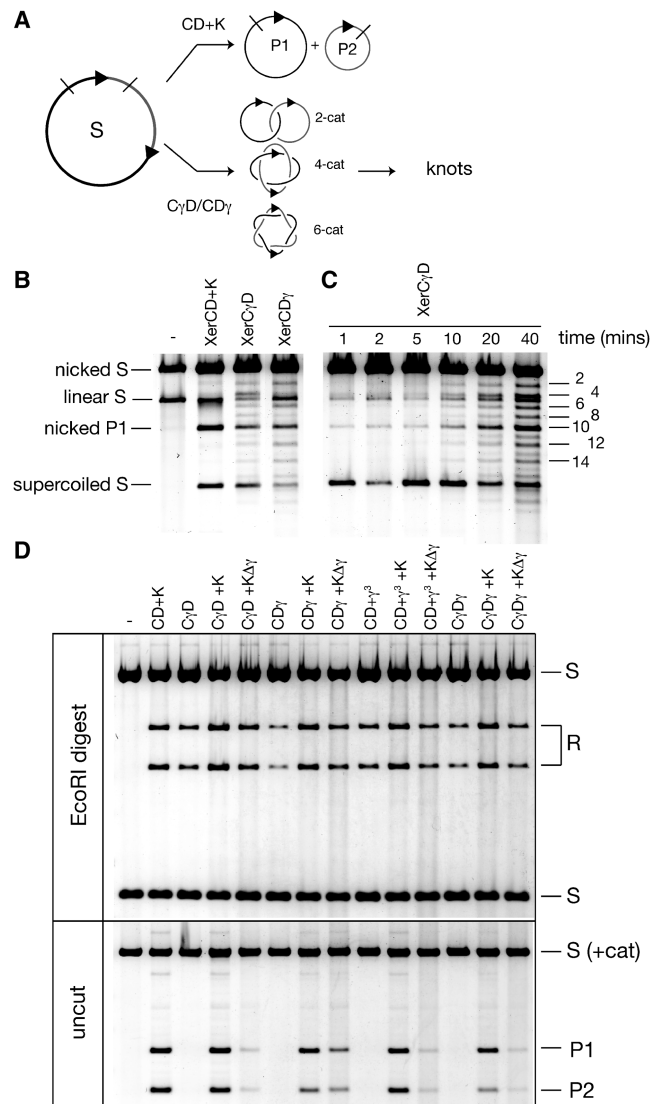 A
CD+K
P1
+
P2
S
2-cat
4-cat
knots
CγD/CDγ
6-cat
B
-
XerCD+K
XerCγD
XerCDγ
nicked S
linear S
nicked P1
supercoiled S
C
XerCγD
1 2 5 10 20 40 time (mins)
2
4
6
8
10
12
14
D
-
CD+K
CγD
CγD +K
CγD +KΔγ
CDγ
CDγ +K
CDγ +KΔγ
CD+γ³
CD+γ³ +K
CD+γ³ +KΔγ
CγDγ
CγDγ +K
CγDγ +KΔγ
EcoRI digest
S
R
S
uncut
S (+cat)
P1
P2